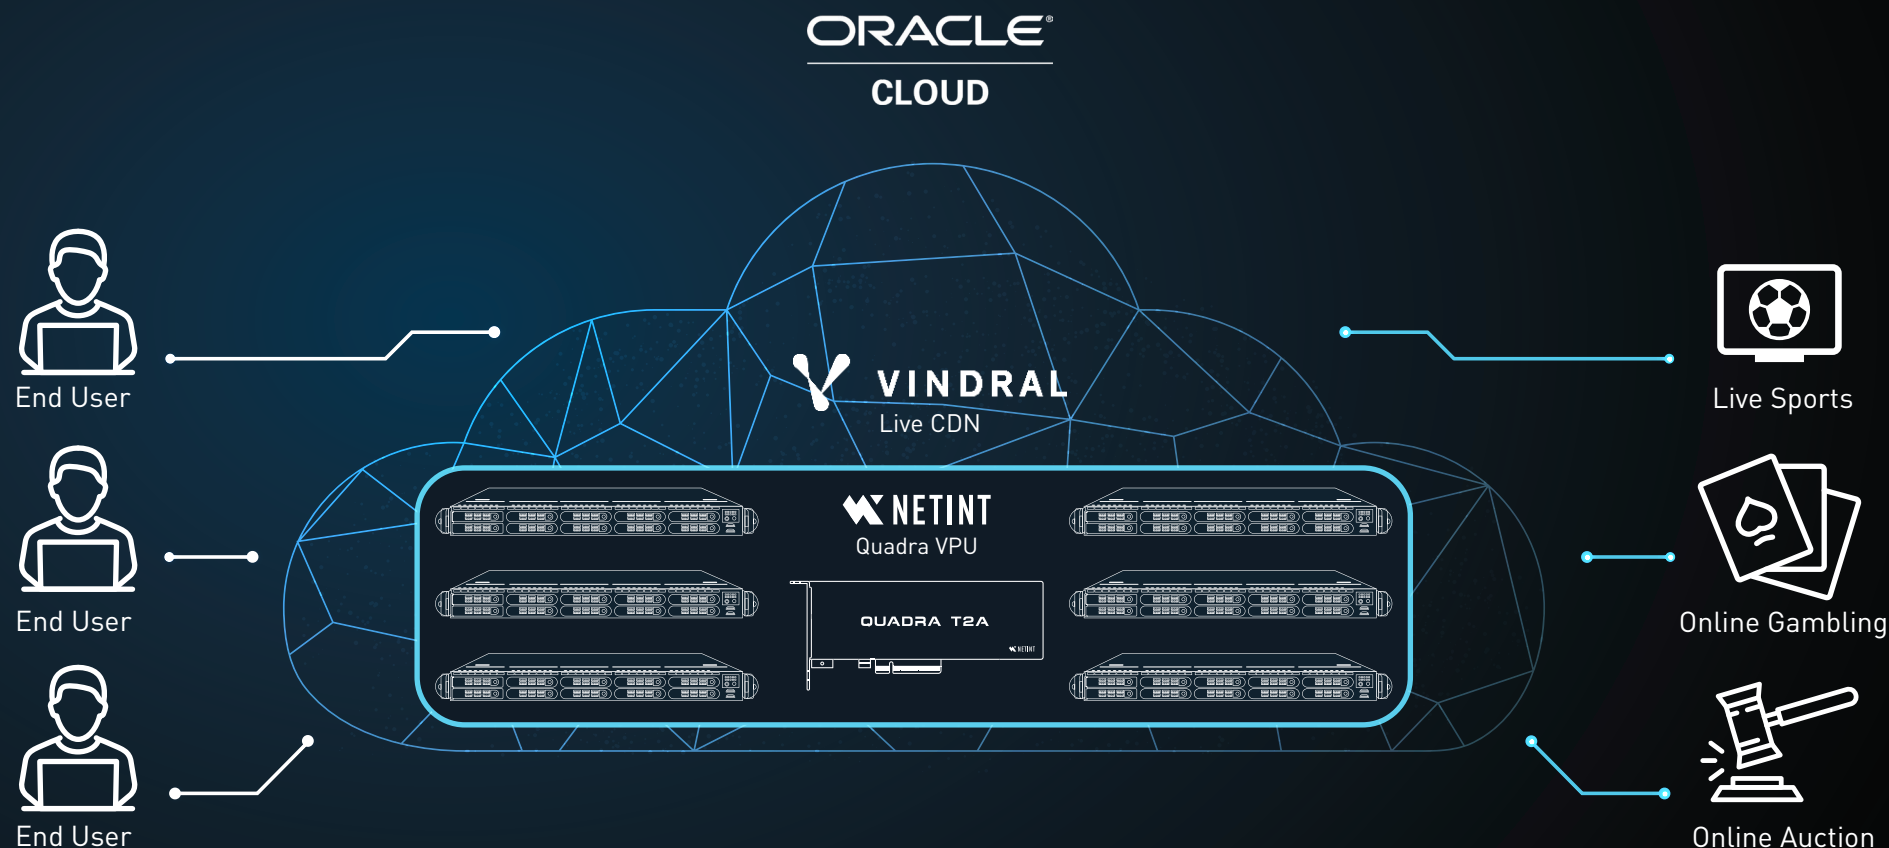 ORACLE®
CLOUD
VINDRAL
Live CDN
NETINT
Quadra VPU
QUADRA T2A
NETINT
End User
End User
End User
Live Sports
Online Gambling
Online Auction